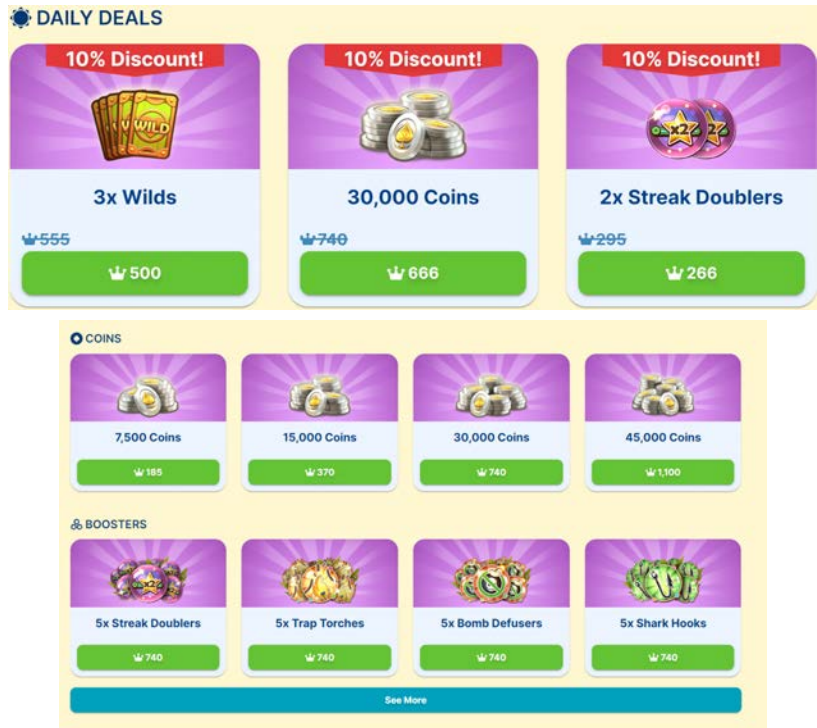 DAILY DEALS
10% Discount!
10% Discount!
10% Discount!
WILD
x2
3x Wilds
30,000 Coins
2x Streak Doublers
555
740
295
500
666
266
COINS
7,500 Coins
15,000 Coins
30,000 Coins
45,000 Coins
185
370
740
1,100
BOOSTERS
x2
5x Streak Doublers
5x Trap Torches
5x Bomb Defusers
5x Shark Hooks
740
740
740
740
See More